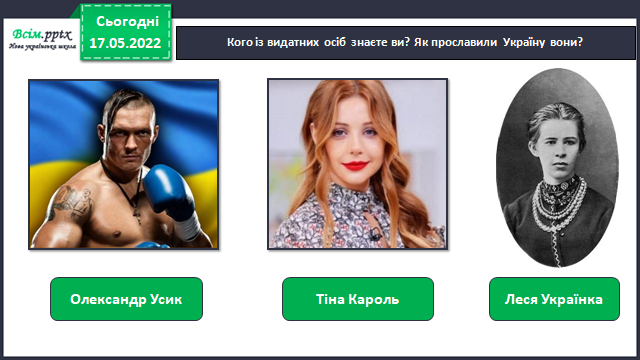 Всім.pptx
Нова українська школа
Сьогодні
17.05.2022
Кого із видатних осіб знаєте ви? Як прославили Україну вони?
Олександр Усик
Тіна Кароль
Леся Українка